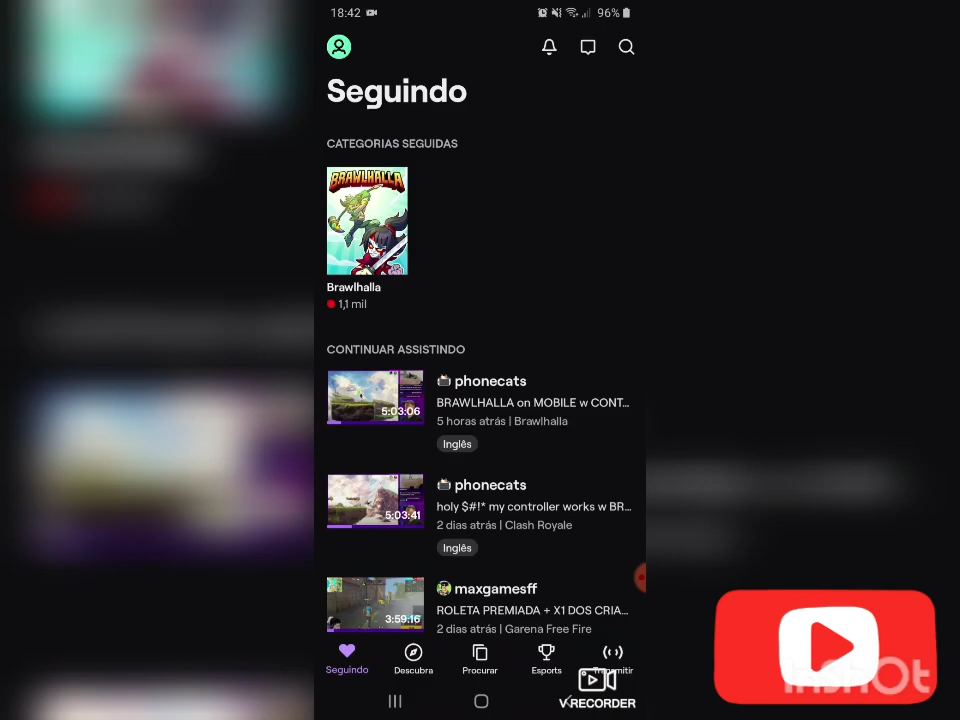 18:42
96%
Seguindo
CATEGORIAS SEGUIDAS
BRAWLHALLA
Brawlhalla
1,1 mil
CONTINUAR ASSISTINDO
5:03:06
phonecats
BRAWLHALLA on MOBILE w CONT...
5 horas atrás | Brawlhalla
Inglês
5:03:41
phonecats
holy $#!* my controller works w BR...
2 dias atrás | Clash Royale
Inglês
3:59:16
maxgamesff
ROLETA PREMIADA + X1 DOS CRIA...
2 dias atrás | Garena Free Fire
Seguindo
Descubra
Procurar
Esports
Transmitir
V RECORDER
InShOt